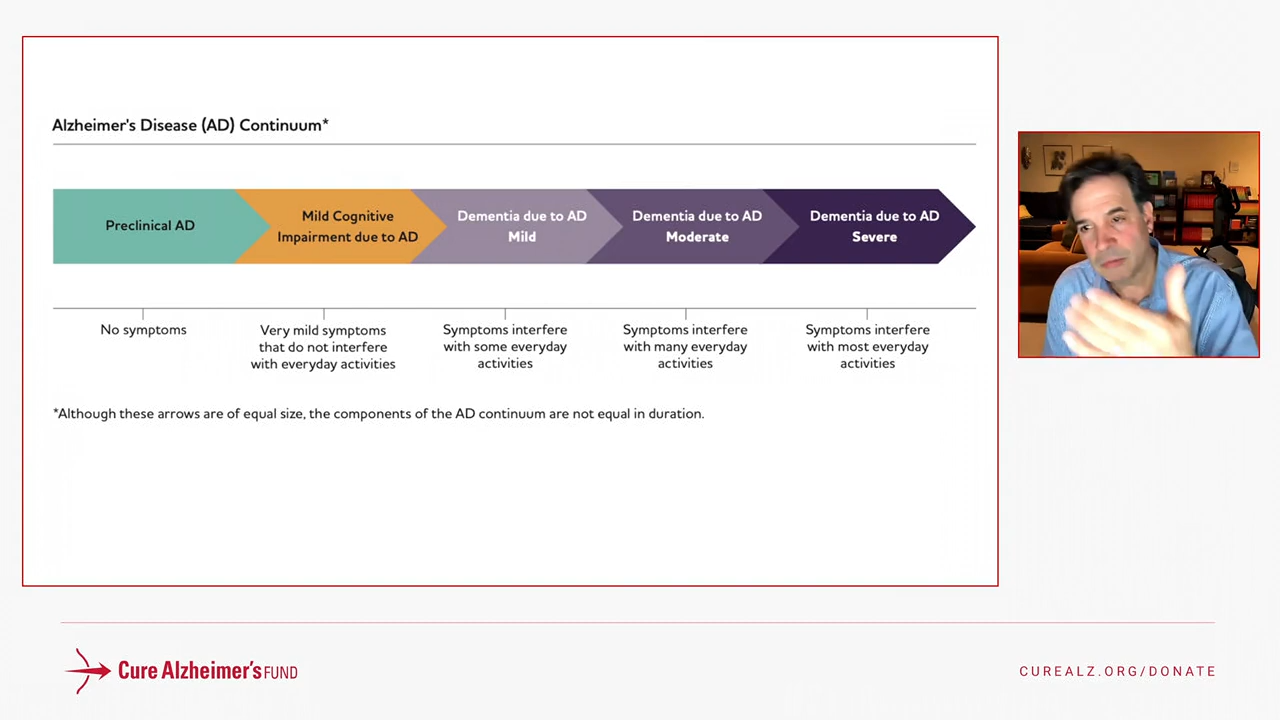 Alzheimer's Disease (AD) Continuum*
Preclinical AD
Mild Cognitive
Impairment due to AD
Dementia due to AD
Mild
Dementia due to AD
Moderate
Dementia due to AD
Severe
No symptoms
Very mild symptoms
that do not interfere
with everyday activities
Symptoms interfere
with some everyday
activities
Symptoms interfere
with many everyday
activities
Symptoms interfere
with most everyday
activities
*Although these arrows are of equal size, the components of the AD continuum are not equal in duration.
Cure Alzheimer's FUND
CUREALZ.ORG/DONATE